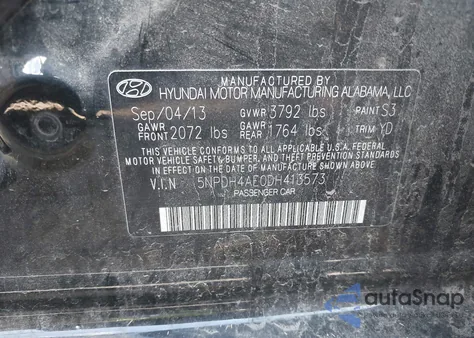 MANUFACTURED BY
HYUNDAI MOTOR MANUFACTURING ALABAMA, LLC
Sep/04/13 GVWR 3792 lbs PAINT S3
GAWR FRONT 2072 lbs GAWR REAR 1764 lbs TRIM YD
THIS VEHICLE CONFORMS TO ALL APPLICABLE U.S.A FEDERAL
MOTOR VEHICLE SAFETY, BUMPER, AND THEFT PREVENTION
STANDARDS IN EFFECT ON THE DATE OF MANUFACTURE SHOWN ABOVE.
V.I.N 5NPDH4AE0DH413573
PASSENGER CAR
autoSnap